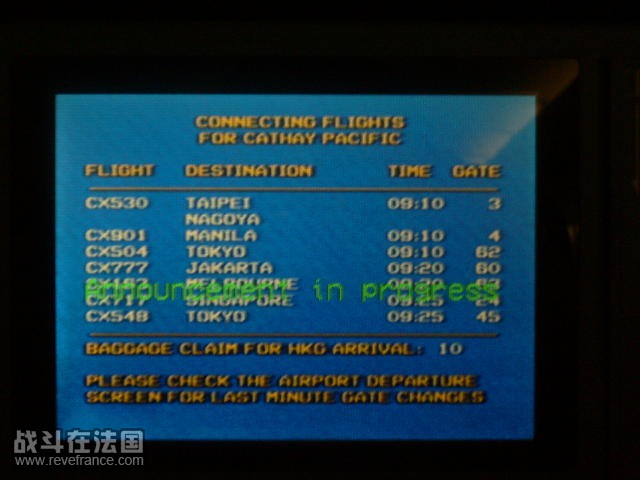 CONNECTING FLIGHTS
FOR CATHAY PACIFIC
FLIGHT DESTINATION TIME GATE
CX530 TAIPEI 09:10 3
NAGOYA
CX901 MANILA 09:10 4
CX504 TOKYO 09:10 62
CX777 JAKARTA 09:20 60
MELBOURNE
Announcement in progress
SINGAPORE 09:25 24
CX548 TOKYO 09:25 45
BAGGAGE CLAIM FOR HKG ARRIVAL: 10
PLEASE CHECK THE AIRPORT DEPARTURE
SCREEN FOR LAST MINUTE GATE CHANGES
战斗在法国
www.revefrance.com